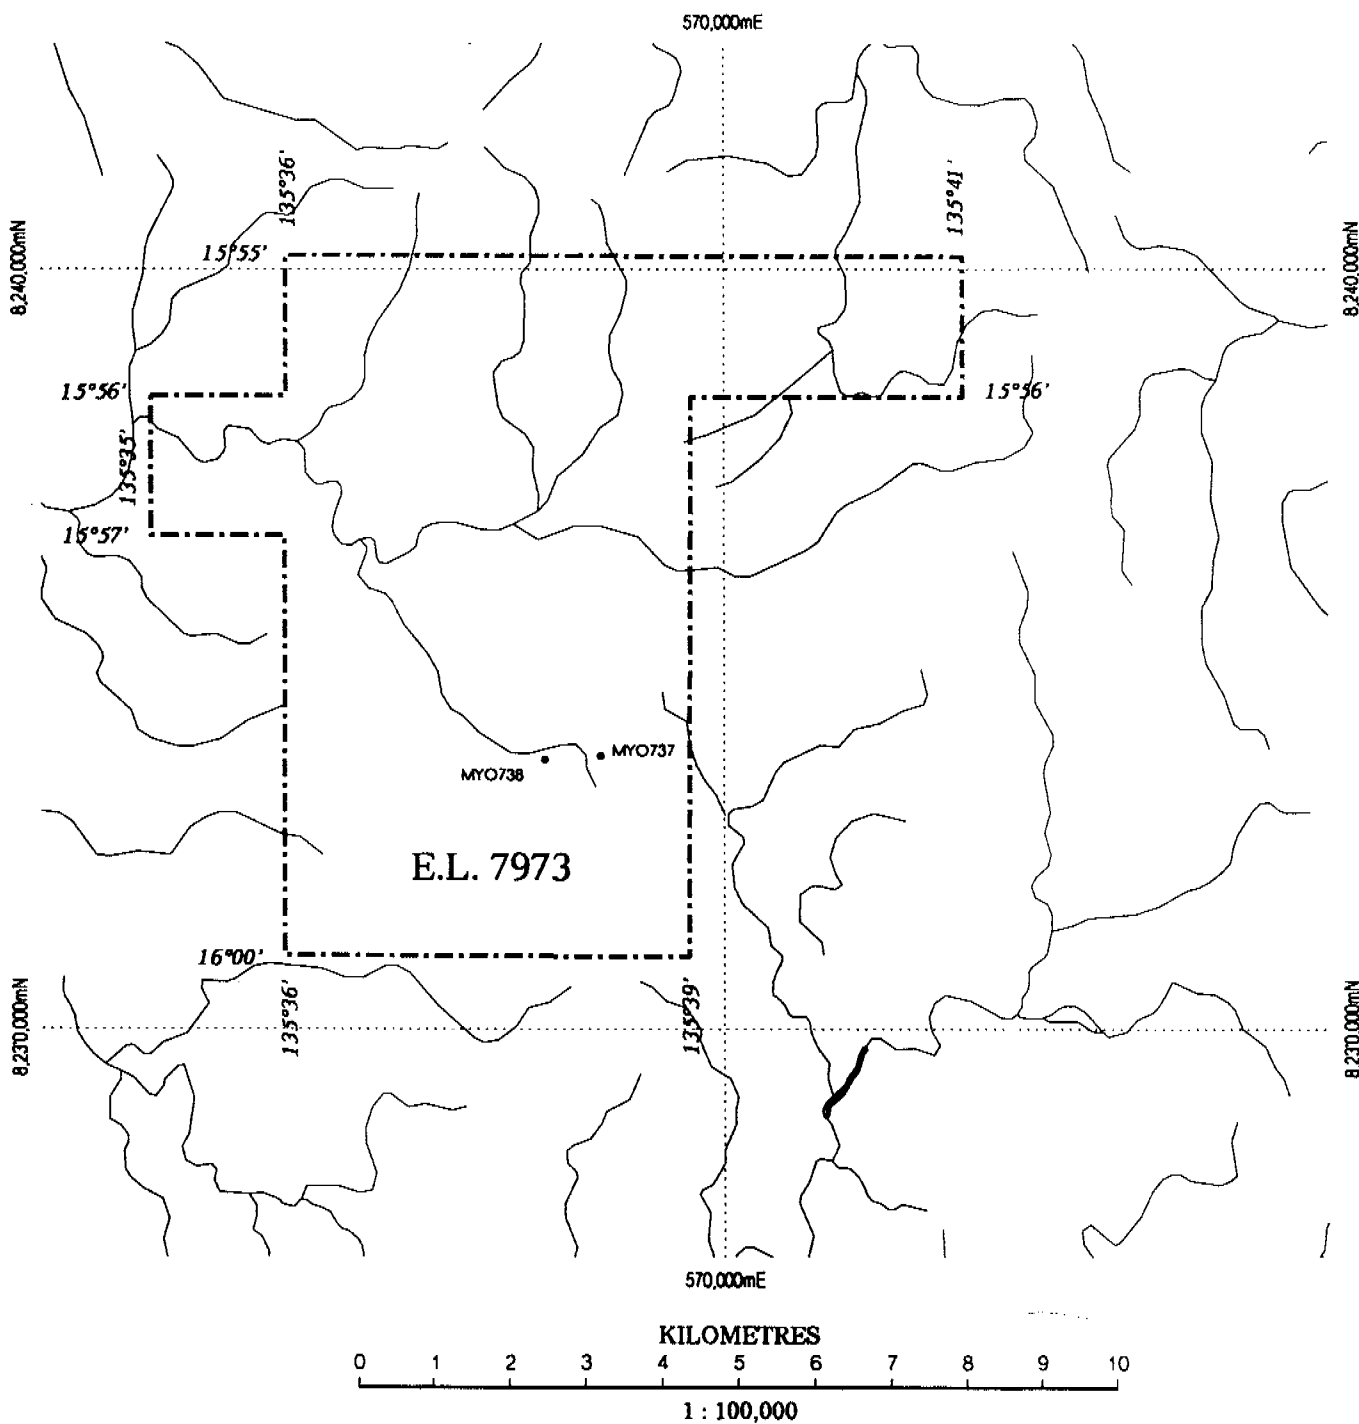 570,000mE
135°36'
135°41'
15°55'
8,240,000mN
8,240,000mN
15°56'
15°56'
135°35'
15°57'
MYO737
MYO738
E.L. 7973
16°00'
135°36'
135°39'
8,230,000mN
8,230,000mN
570,000mE
KILOMETRES
0 1 2 3 4 5 6 7 8 9 10
1 : 100,000